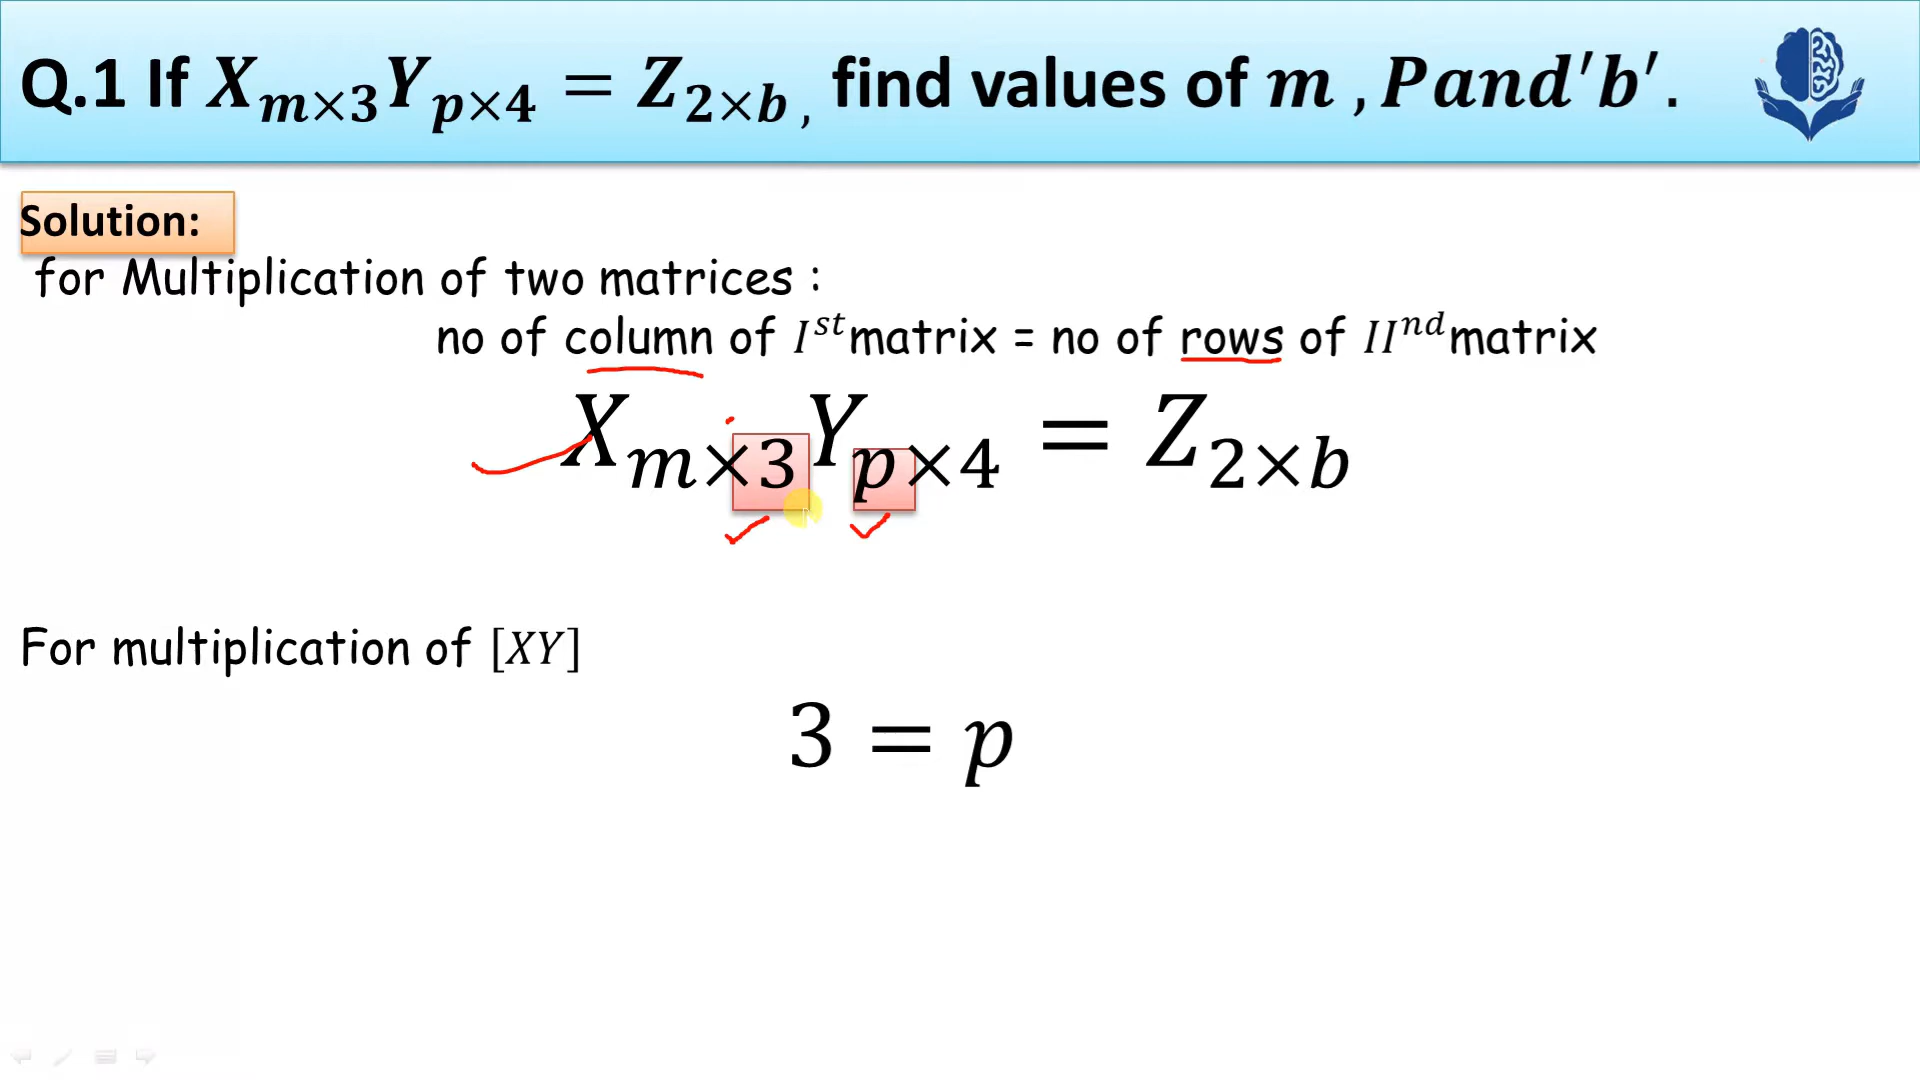 Q.1 If X_{m×3}Y_{p×4} = Z_{2×b}, find values of m , P and 'b'.
Solution:
for Multiplication of two matrices :
no of column of I^{st} matrix = no of rows of II^{nd} matrix
X_{m×3}Y_{p×4} = Z_{2×b}
For multiplication of [XY]
3 = p